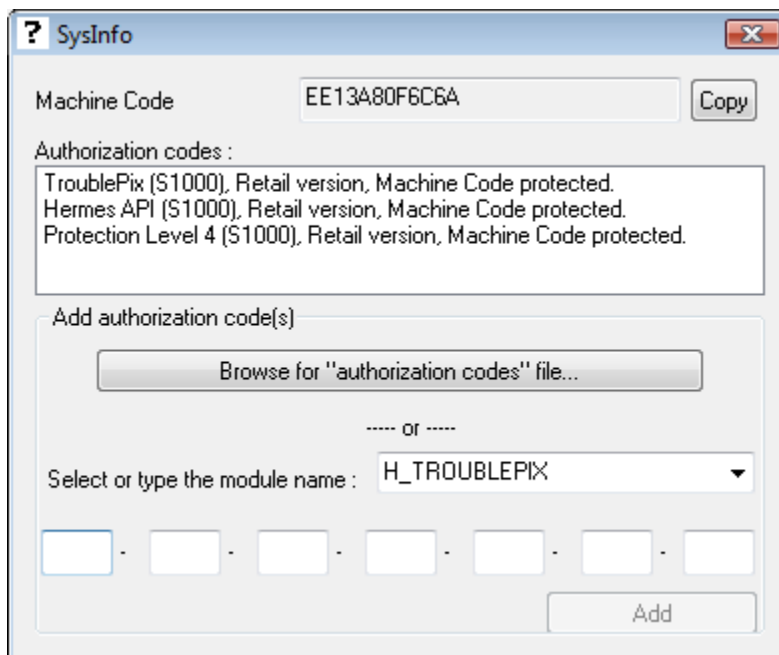 ? SysInfo
Machine Code EE13A80F6C6A Copy
Authorization codes :
TroublePix (S1000), Retail version, Machine Code protected.
Hermes API (S1000), Retail version, Machine Code protected.
Protection Level 4 (S1000), Retail version, Machine Code protected.
Add authorization code(s)
Browse for "authorization codes" file...
----- or -----
Select or type the module name : H_TROUBLEPIX
- - - - - -
Add